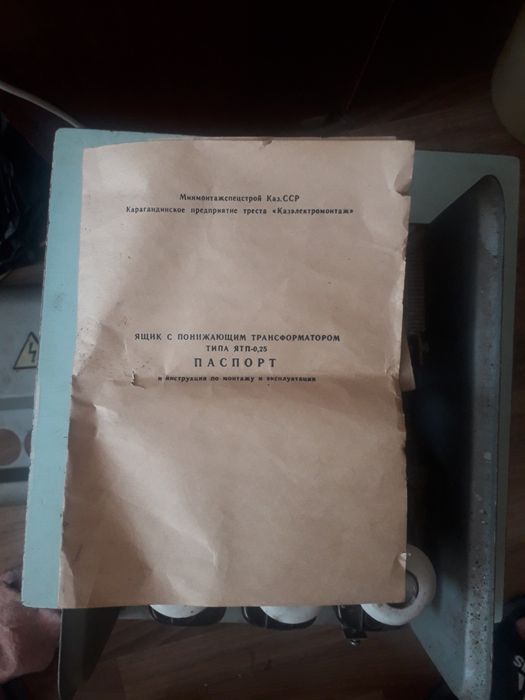 Минмонтажспецстрой Каз.ССР
Карагандинское предприятие треста «Казэлектромонтаж»
ЯЩИК С ПОНИЖАЮЩИМ ТРАНСФОРМАТОРОМ
ТИПА ЯТП-0,25
ПАСПОРТ
и инструкция по монтажу и эксплуатации